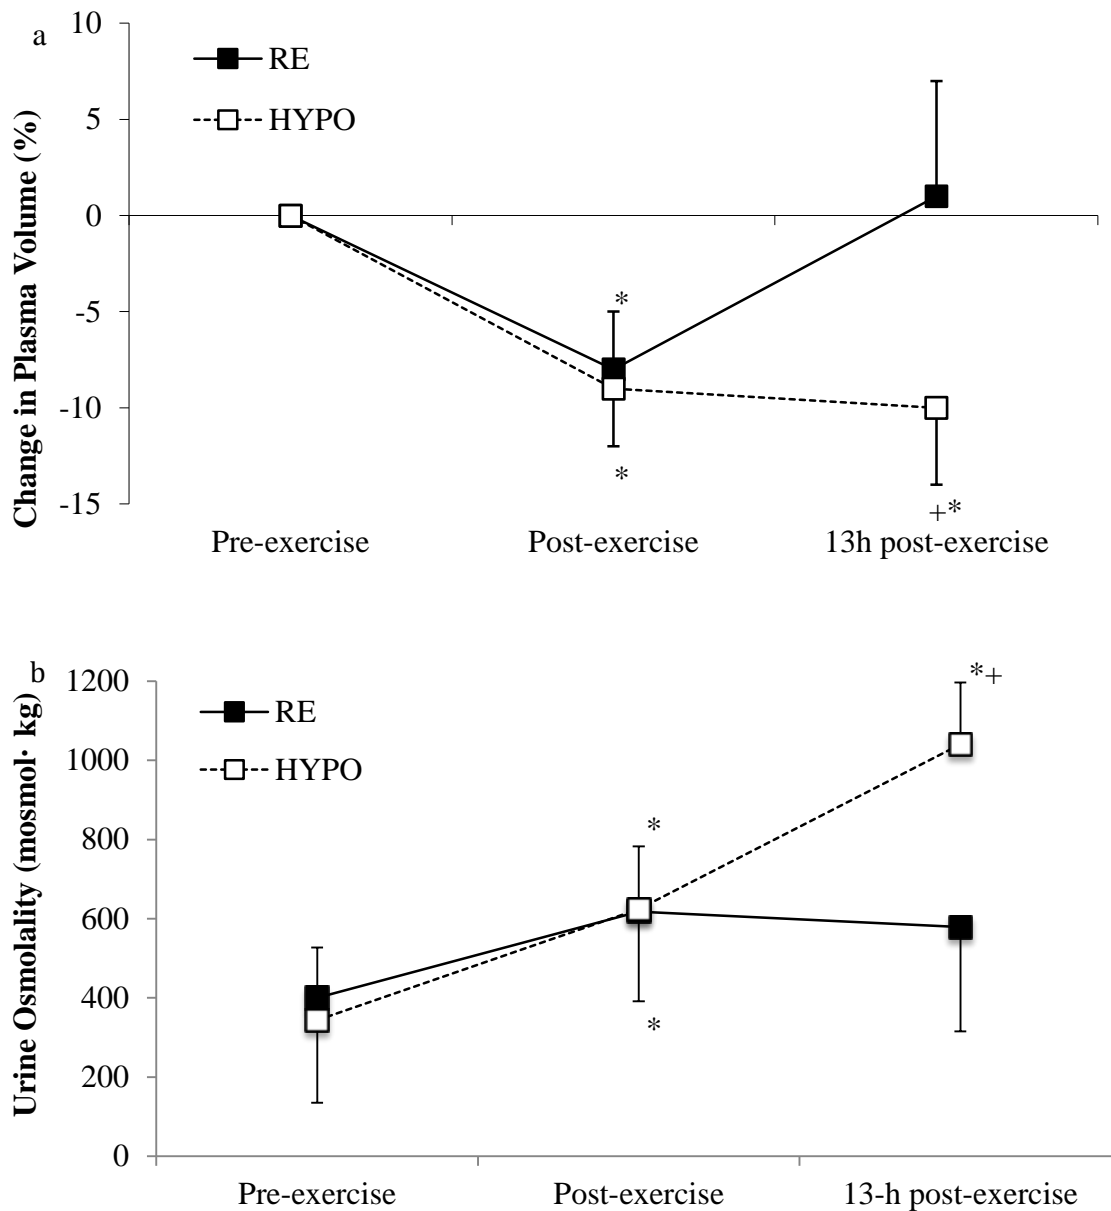 a
10
RE
HYPO
5
0
-5
-10
-15
Change in Plasma Volume (%)
*
*
+*
Pre-exercise
Post-exercise
13h post-exercise
b
1200
RE
HYPO
1000
800
600
400
200
0
Urine Osmolality (mosmol· kg)
*
*
*+
Pre-exercise
Post-exercise
13-h post-exercise